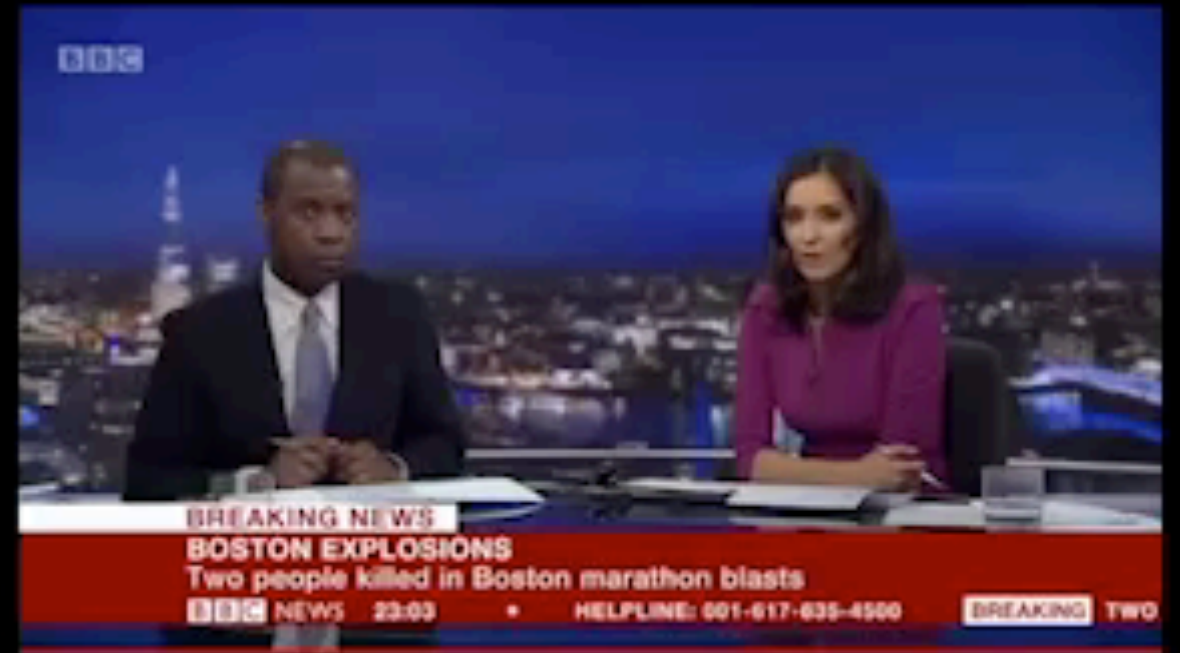 BBC
BREAKING NEWS
BOSTON EXPLOSIONS
Two people killed in Boston marathon blasts
BBC NEWS 23:03 • HELPLINE: 001-617-635-4500 BREAKING TWO